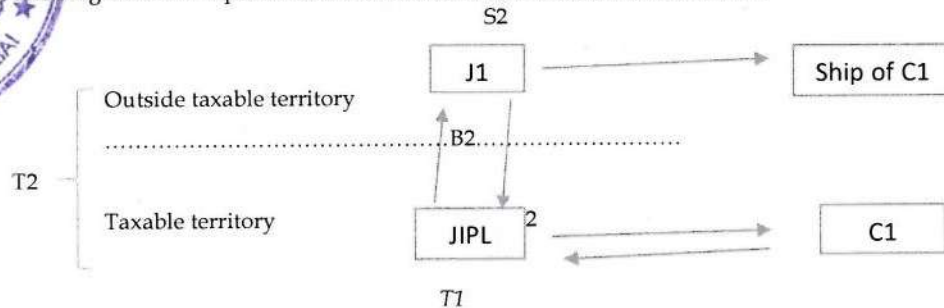 S2
J1
Ship of C1
Outside taxable territory
B2
T2
Taxable territory
JIPL
2
C1
T1